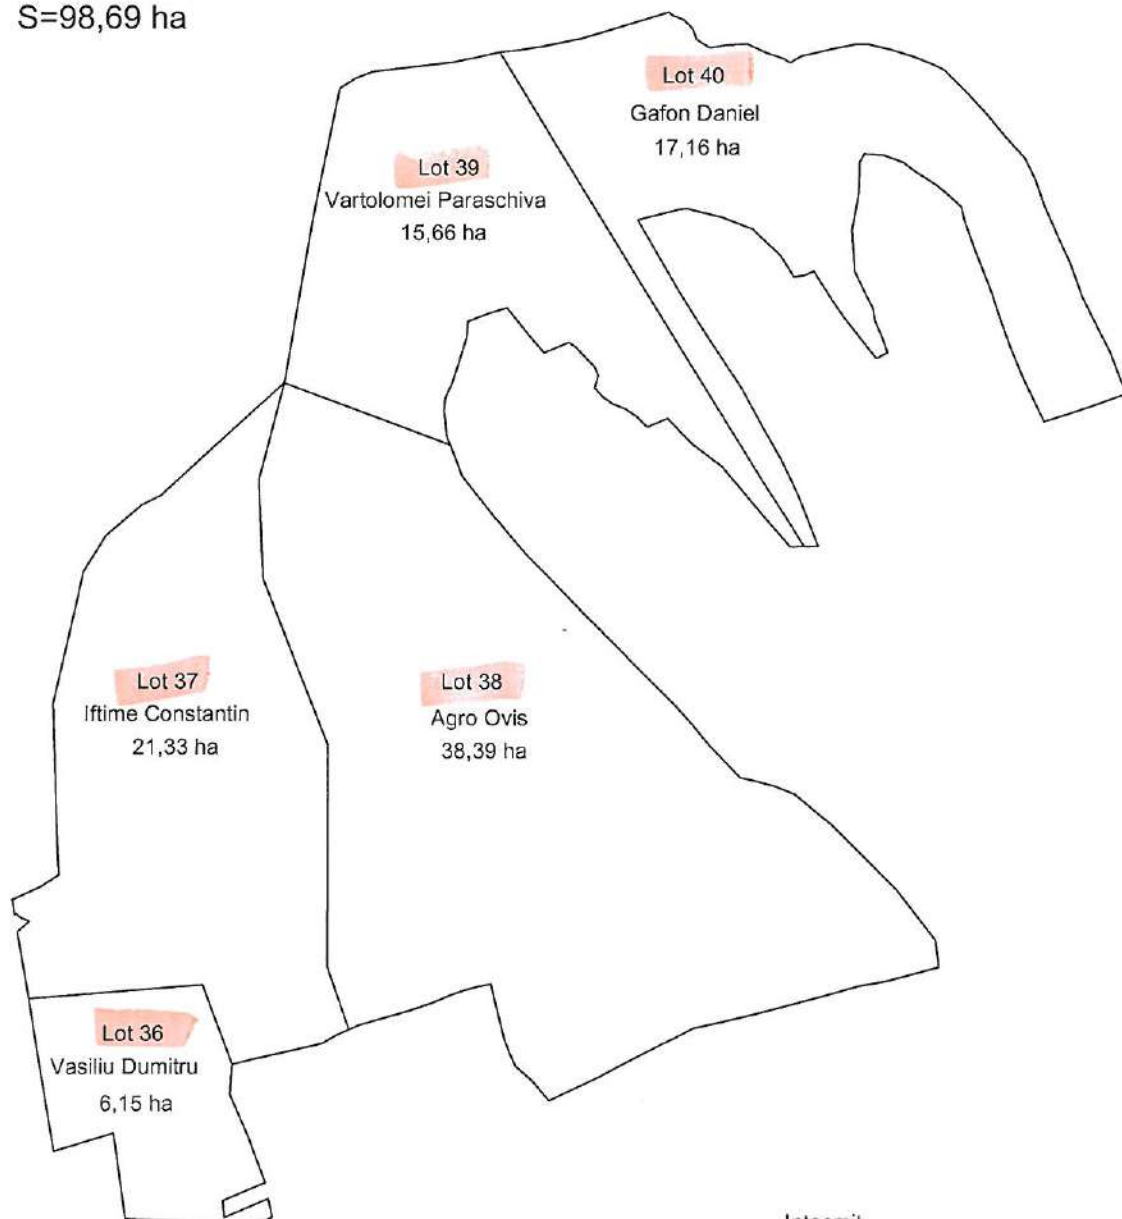 S=98,69 ha
Lot 40
Gafon Daniel
17,16 ha
Lot 39
Vartolomei Paraschiva
15,66 ha
Lot 37
Iftime Constantin
21,33 ha
Lot 38
Agro Ovis
38,39 ha
Lot 36
Vasiliu Dumitru
6,15 ha